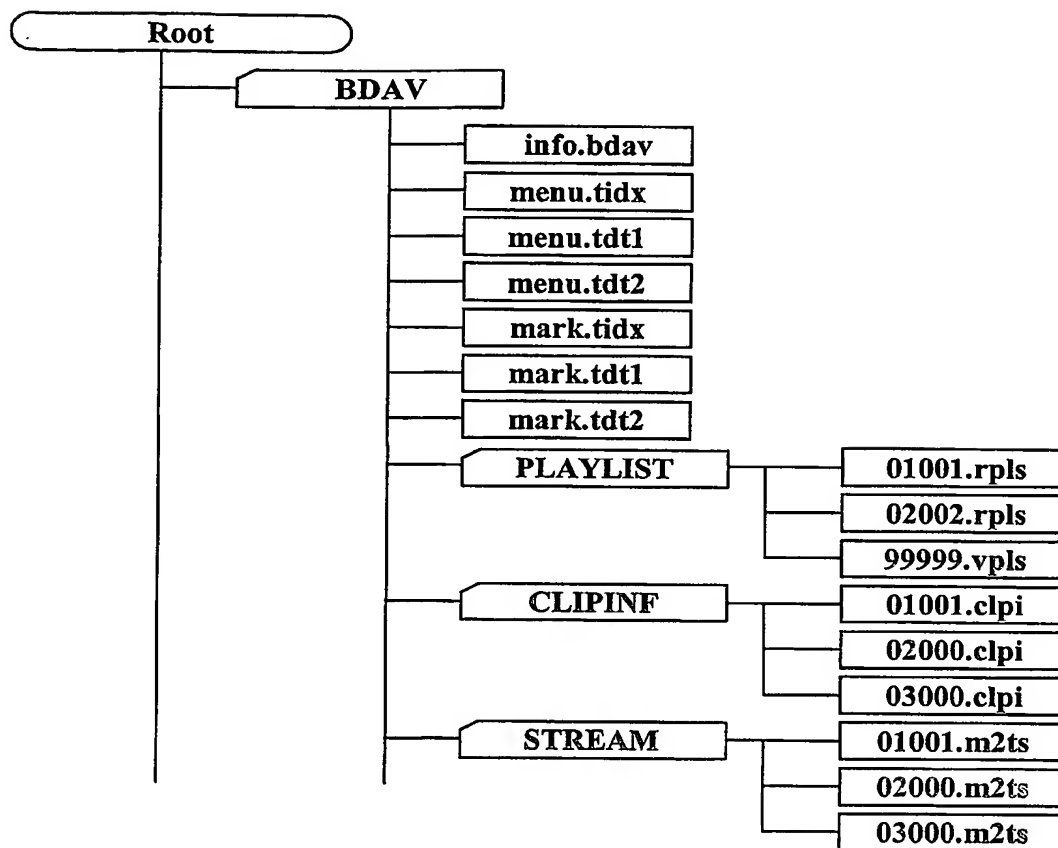 Root
BDAV
info.bdav
menu.tidx
menu.tdt1
menu.tdt2
mark.tidx
mark.tdt1
mark.tdt2
PLAYLIST
01001.rpls
02002.rpls
99999.vpls
CLIPINF
01001.clpi
02000.clpi
03000.clpi
STREAM
01001.m2ts
02000.m2ts
03000.m2ts